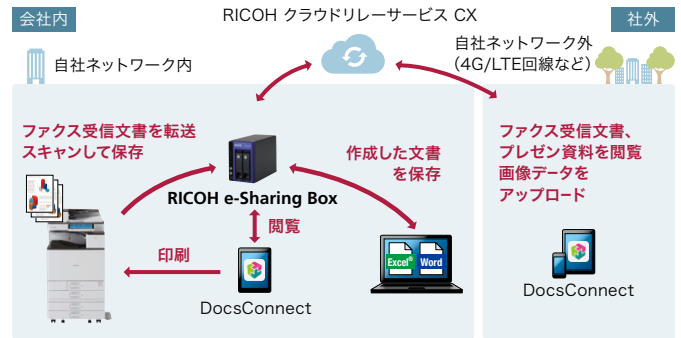 会社内
RICOH クラウドリレーサービス CX
社外
自社ネットワーク内
自社ネットワーク外
（4G/LTE回線など）
ファクス受信文書を転送
スキャンして保存
作成した文書
を保存
ファクス受信文書、
プレゼン資料を閲覧
画像データを
アップロード
RICOH e-Sharing Box
閲覧
印刷
Excel®
Word
DocsConnect
DocsConnect